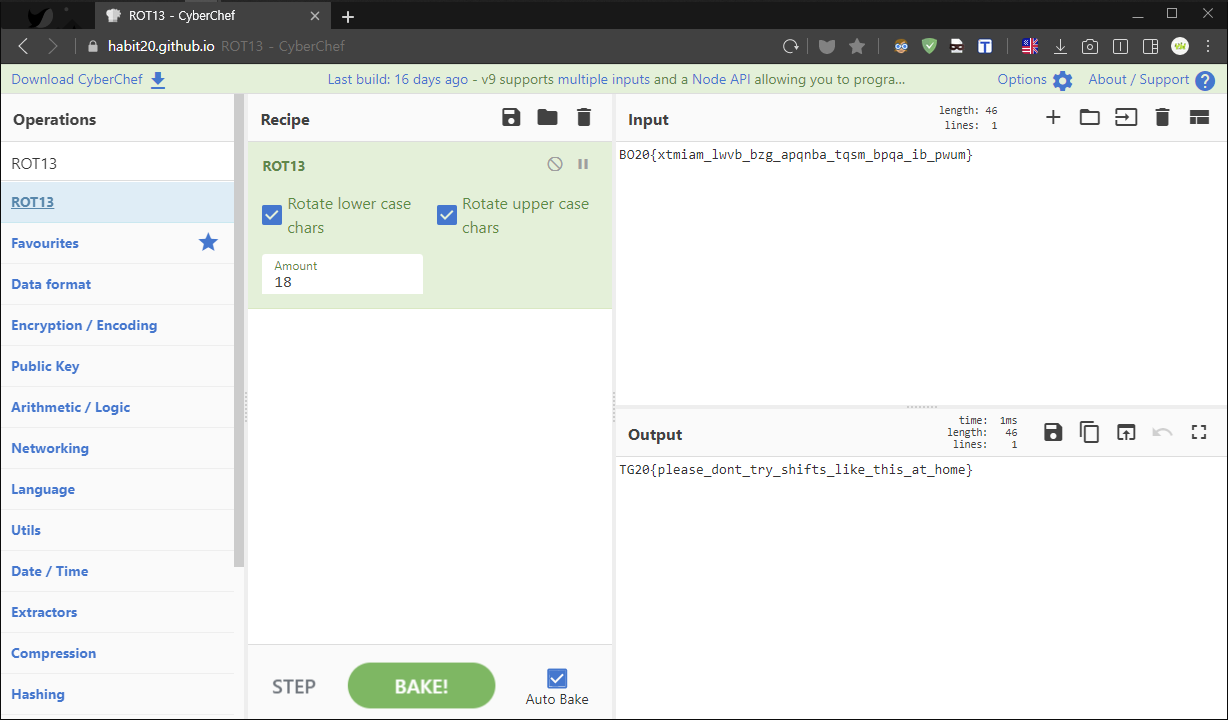 ROT13 - CyberChef
habit20.github.io ROT13 - CyberChef
Download CyberChef
Last build: 16 days ago - v9 supports multiple inputs and a Node API allowing you to progra...
Options
About / Support
Operations
ROT13
ROT13
Favourites
Data format
Encryption / Encoding
Public Key
Arithmetic / Logic
Networking
Language
Utils
Date / Time
Extractors
Compression
Hashing
Recipe
ROT13
Rotate lower case
chars
Rotate upper case
chars
Amount
18
STEP
BAKE!
Auto Bake
Input
length: 46
lines: 1
BO20{xtmiam_lwvb_bzg_apqnba_tqsm_bpqa_ib_pwum}
Output
time: 1ms
length: 46
lines: 1
TG20{please_dont_try_shifts_like_this_at_home}